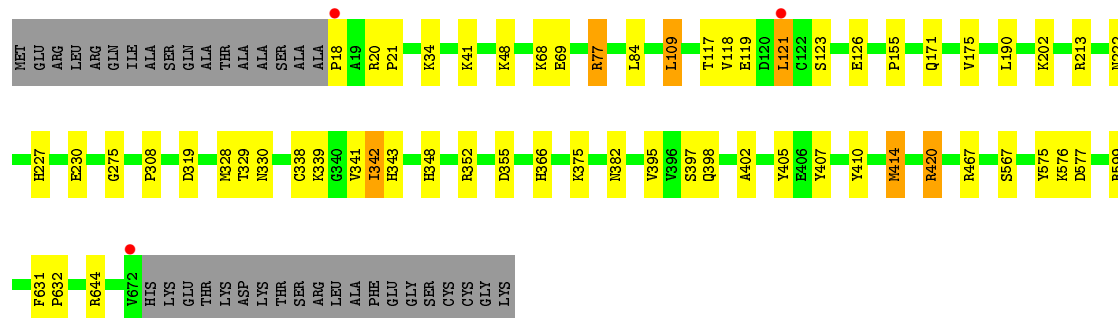 MET GLU ARG LEU ARG ARG GLN ILE ALA SER GLN ALA ALA THR ALA ALA SER ALA ALA P18 A19 R20 P21 K34 K41 K48 K68 E69 R77 L84 L109 T117 V118 E119 D120 L121 C122 S123 E126 P155 Q171 V175 L190 K202 R213 N222
H227 E230 G275 P308 D319 M328 T329 N330 C338 K339 G340 V341 I342 H343 H348 R352 D355 H366 K375 N382 V395 V396 S397 Q398 A402 Y405 E406 Y407 Y410 M414 R420 R467 S567 Y575 K576 D577
F631 P632 R644 V672 HIS LYS GLU THR LYS ASP LYS THR SER ARG LEU ALA PHE GLU GLY SER CYS CYS GLY LYS